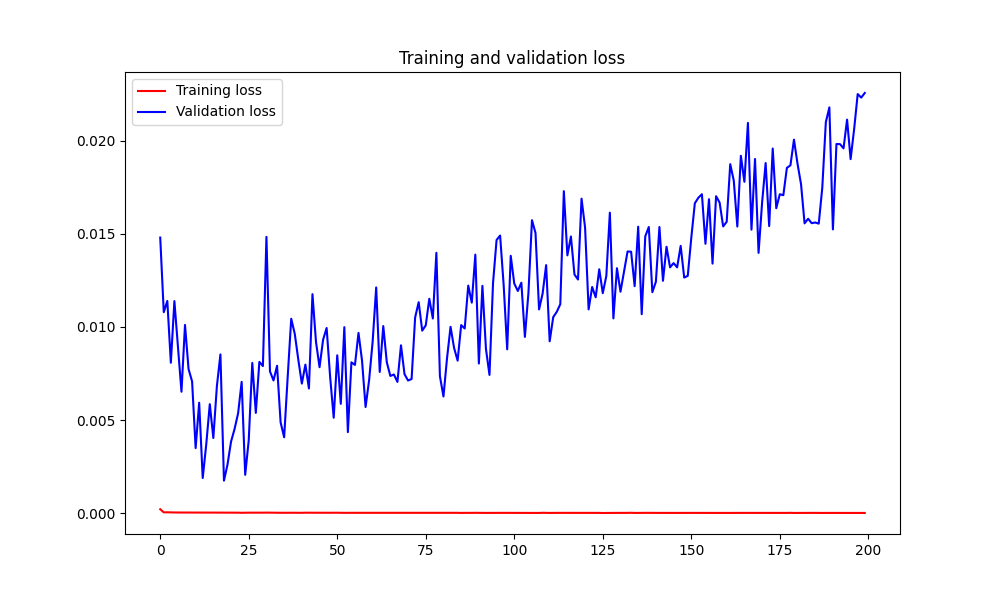 Training and validation loss
Training loss
Validation loss
0.020
0.015
0.010
0.005
0.000
0 25 50 75 100 125 150 175 200